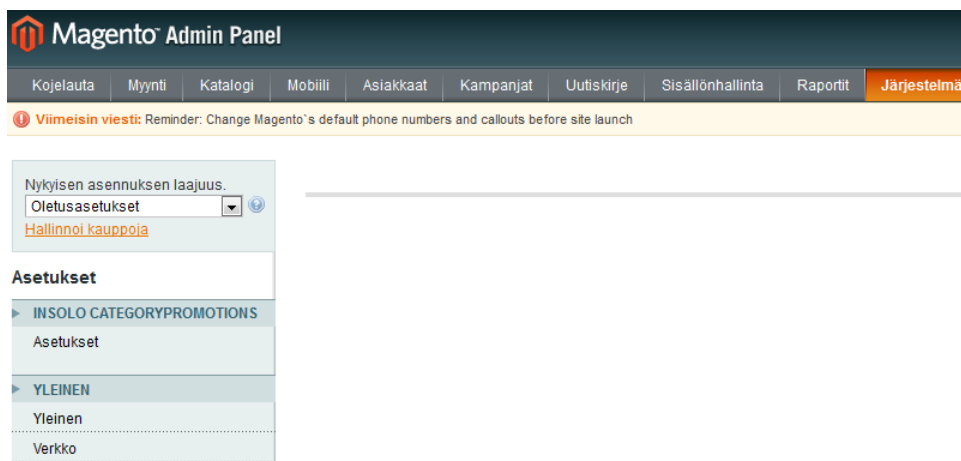 Magento Admin Panel
Kojelauta Myynti Katalogi Mobiili Asiakkaat Kampanjat Uutiskirje Sisällönhallinta Raportit Järjestelmä
Viimeisin viesti: Reminder: Change Magento`s default phone numbers and callouts before site launch
Nykyisen asennuksen laajuus.
Oletusasetukset
Hallinnoi kauppoja
Asetukset
INSOLO CATEGORYPROMOTIONS
Asetukset
YLEINEN
Yleinen
Verkko